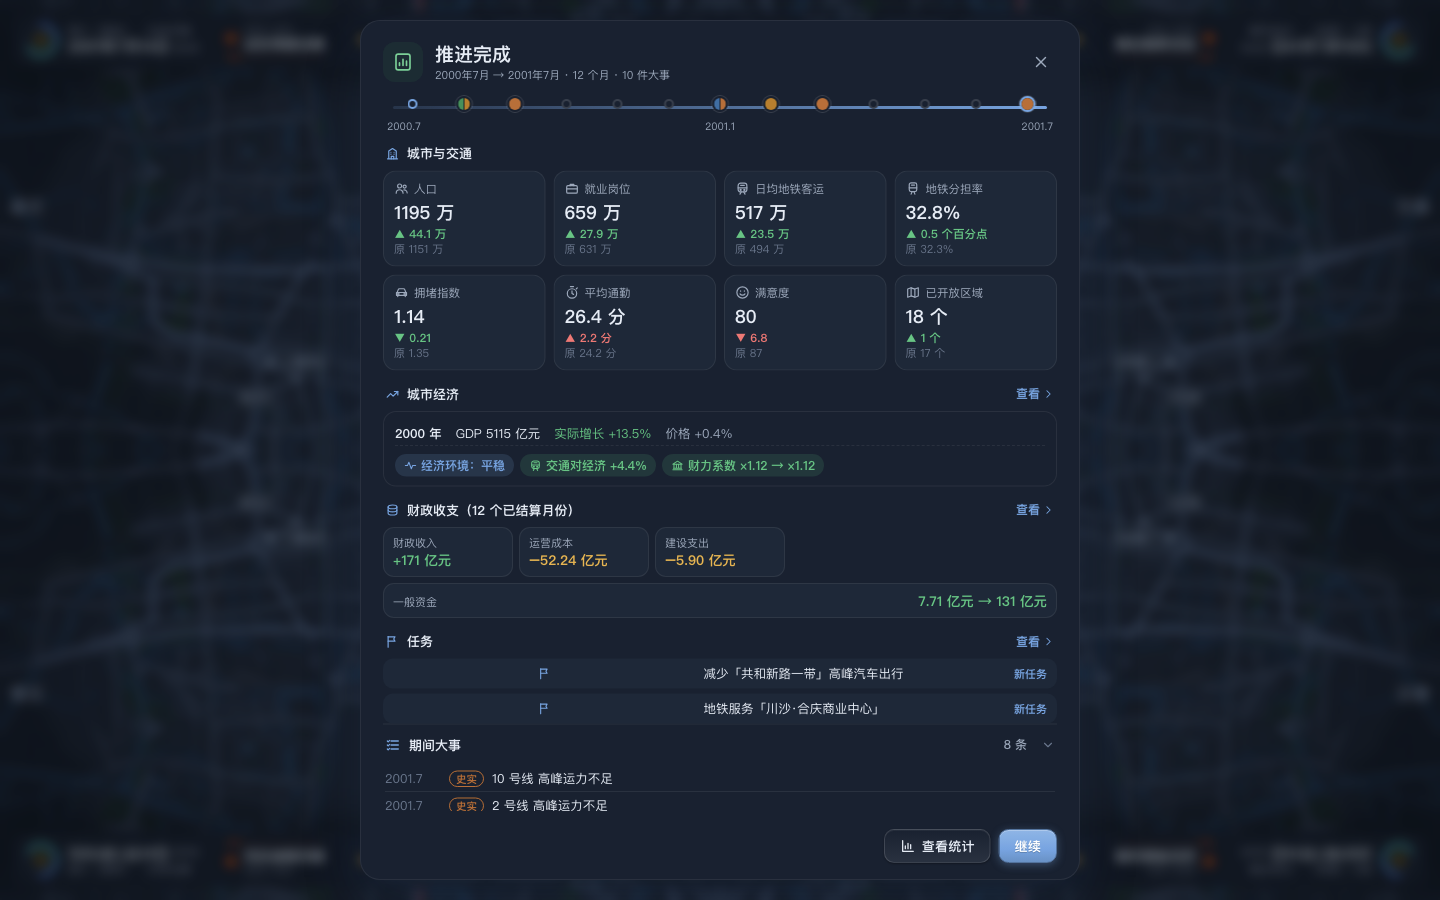 推进完成
2000年7月 → 2001年7月 · 12 个月 · 10 件大事
2000.7
2001.1
2001.7
城市与交通
人口
1195 万
▲ 44.1 万
原 1151 万
就业岗位
659 万
▲ 27.9 万
原 631 万
日均地铁客运
517 万
▲ 23.5 万
原 494 万
地铁分担率
32.8%
▲ 0.5 个百分点
原 32.3%
拥堵指数
1.14
▼ 0.21
原 1.35
平均通勤
26.4 分
▲ 2.2 分
原 24.2 分
满意度
80
▼ 6.8
原 87
已开放区域
18 个
▲ 1 个
原 17 个
城市经济
查看
2000 年 GDP 5115 亿元 实际增长 +13.5% 价格 +0.4%
经济环境：平稳
交通对经济 +4.4%
财力系数 ×1.12 → ×1.12
财政收支（12 个已结算月份）
查看
财政收入
+171 亿元
运营成本
−52.24 亿元
建设支出
−5.90 亿元
一般资金
7.71 亿元 → 131 亿元
任务
查看
减少「共和新路一带」高峰汽车出行
新任务
地铁服务「川沙·合庆商业中心」
新任务
期间大事
8 条
2001.7 史实 10 号线 高峰运力不足
2001.7 史实 2 号线 高峰运力不足
查看统计
继续